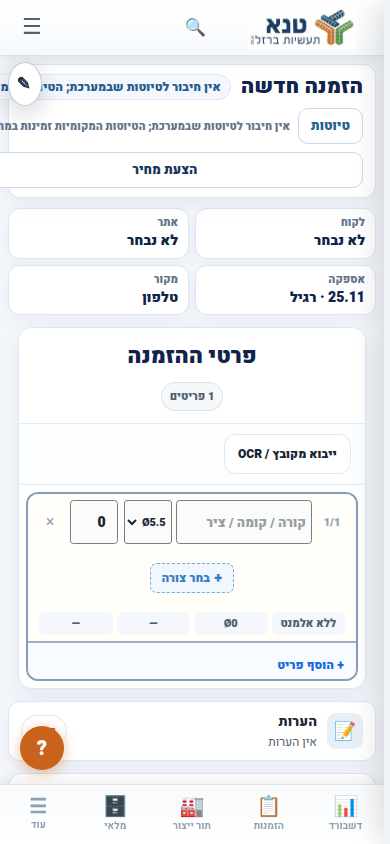 טנא
תעשיות ברזל
הזמנה חדשה
אין חיבור לטיוטות שבמערכת; הטי
טיוטות
אין חיבור לטיוטות שבמערכת; הטיוטות המקומיות זמינות במ
הצעת מחיר
לקוח
לא נבחר
אתר
לא נבחר
אספקה
25.11 · רגיל
מקור
טלפון
פרטי ההזמנה
1 פריטים
ייבוא מקובץ / OCR
1/1
קורה / קומה / ציר
Ø5.5
0
×
+ בחר צורה
ללא אלמנט
Ø0
—
—
+ הוסף פריט
הערות
אין הערות
?
דשבורד
הזמנות
תור ייצור
מלאי
עוד